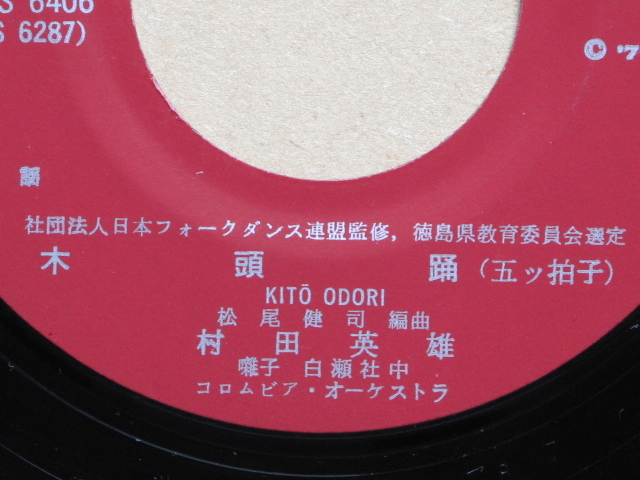 S 6406
S 6287)
© '7
謡
社団法人日本フォークダンス連盟監修, 徳島県教育委員会選定
木頭踊(五ッ拍子)
KITŌ ODORI
松尾健司 編曲
村田英雄
囃子 白瀬社中
コロムビア・オーケストラ